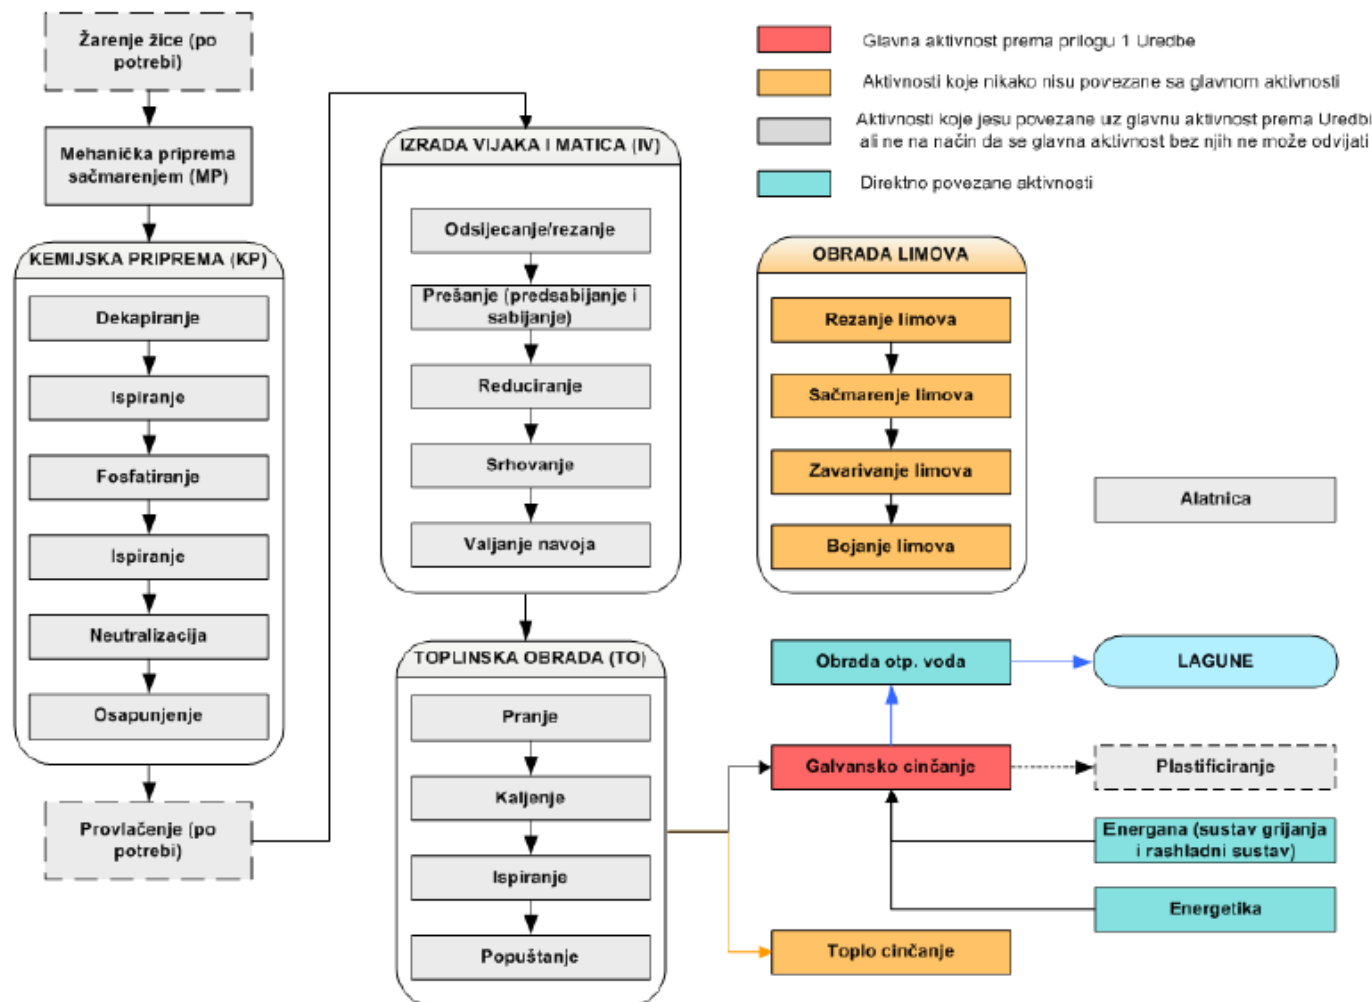 Žarenje žice (po
potrebi)
Mehanička priprema
sačmarenjem (MP)
KEMIJSKA PRIPREMA (KP)
Dekapiranje
Ispiranje
Fosfatiranje
Ispiranje
Neutralizacija
Osapunjenje
Provlačenje (po
potrebi)
IZRADA VIJAKA I MATICA (IV)
Odsijecanje/rezanje
Prešanje (predsabijanje i
sabijanje)
Reduciranje
Srhovanje
Valjanje navoja
TOPLINSKA OBRADA (TO)
Pranje
Kaljenje
Ispiranje
Popuštanje
Glavna aktivnost prema prilogu 1 Uredbe
Aktivnosti koje nikako nisu povezane sa glavnom aktivnosti
Aktivnosti koje jesu povezane uz glavnu aktivnost prema Uredbi
ali ne na način da se glavna aktivnost bez njih ne može odvijati
Direktno povezane aktivnosti
OBRADA LIMOVA
Rezanje limova
Sačmarenje limova
Zavarivanje limova
Bojanje limova
Alatnica
Obrada otp. voda
LAGUNE
Galvansko cinčanje
Plastificiranje
Energana (sustav grijanja
i rashladni sustav)
Energetika
Toplo cinčanje